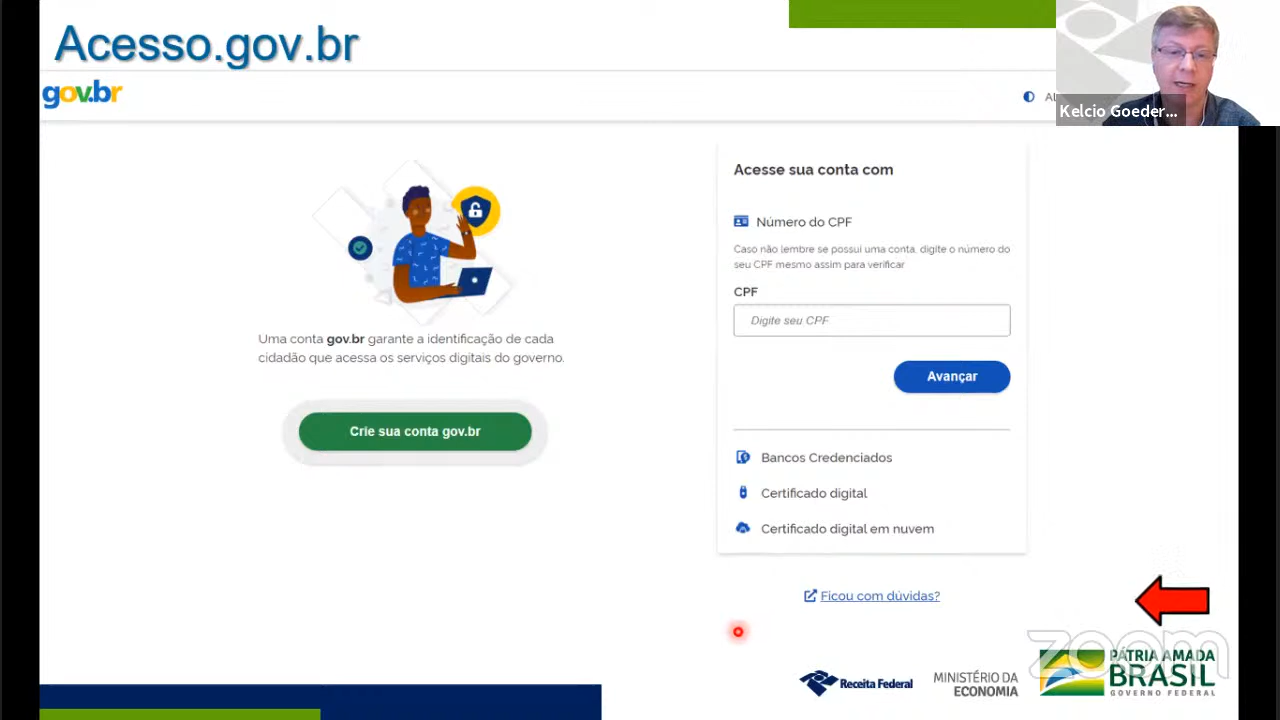 Acesso.gov.br
gov.br
Al
Kelcio Goeder...
Acesse sua conta com
Número do CPF
Caso não lembre se possui uma conta, digite o número do
seu CPF mesmo assim para verificar
CPF
Digite seu CPF
Avançar
Uma conta gov.br garante a identificação de cada
cidadão que acessa os serviços digitais do governo.
Crie sua conta gov.br
Bancos Credenciados
Certificado digital
Certificado digital em nuvem
Ficou com dúvidas?
zoom
Receita Federal
MINISTÉRIO DA
ECONOMIA
PÁTRIA AMADA
BRASIL
GOVERNO FEDERAL